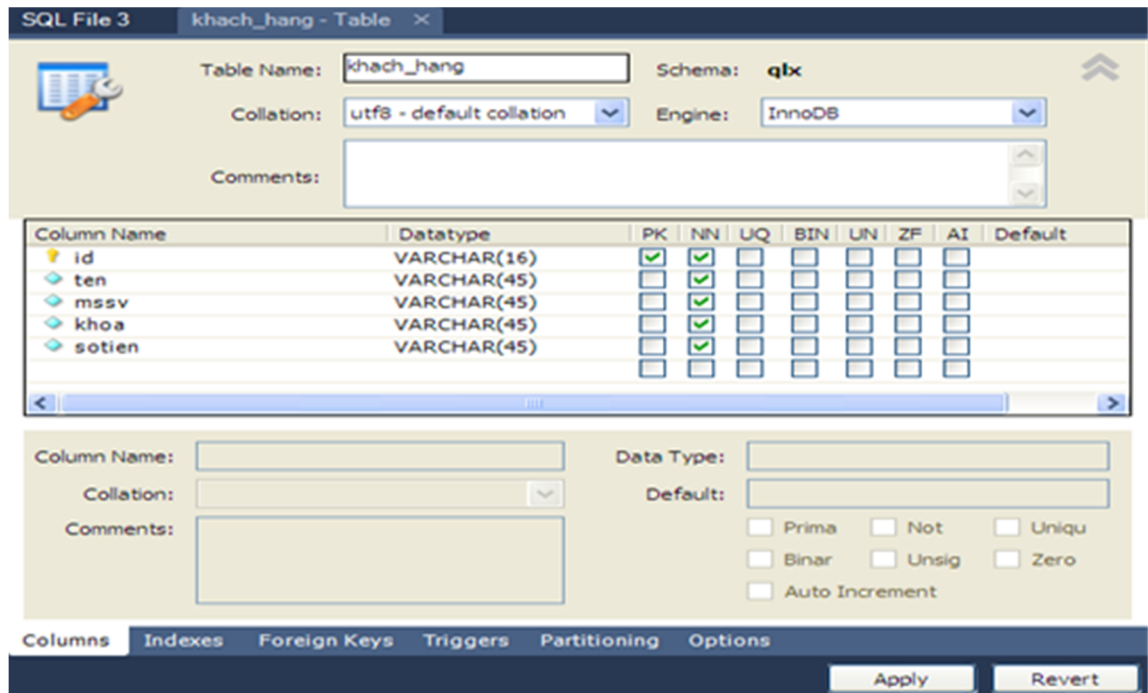 SQL File 3 khach_hang - Table ×
Table Name: khach_hang Schema: qlx
Collation: utf8 - default collation Engine: InnoDB
Comments:
Column Name Datatype PK NN UQ BIN UN ZF AI Default
id VARCHAR(16)
ten VARCHAR(45)
mssv VARCHAR(45)
khoa VARCHAR(45)
sotien VARCHAR(45)
Column Name: Data Type:
Collation: Default:
Comments: Prima Not Uniqu
Binar Unsig Zero
Auto Increment
Columns Indexes Foreign Keys Triggers Partitioning Options
Apply Revert